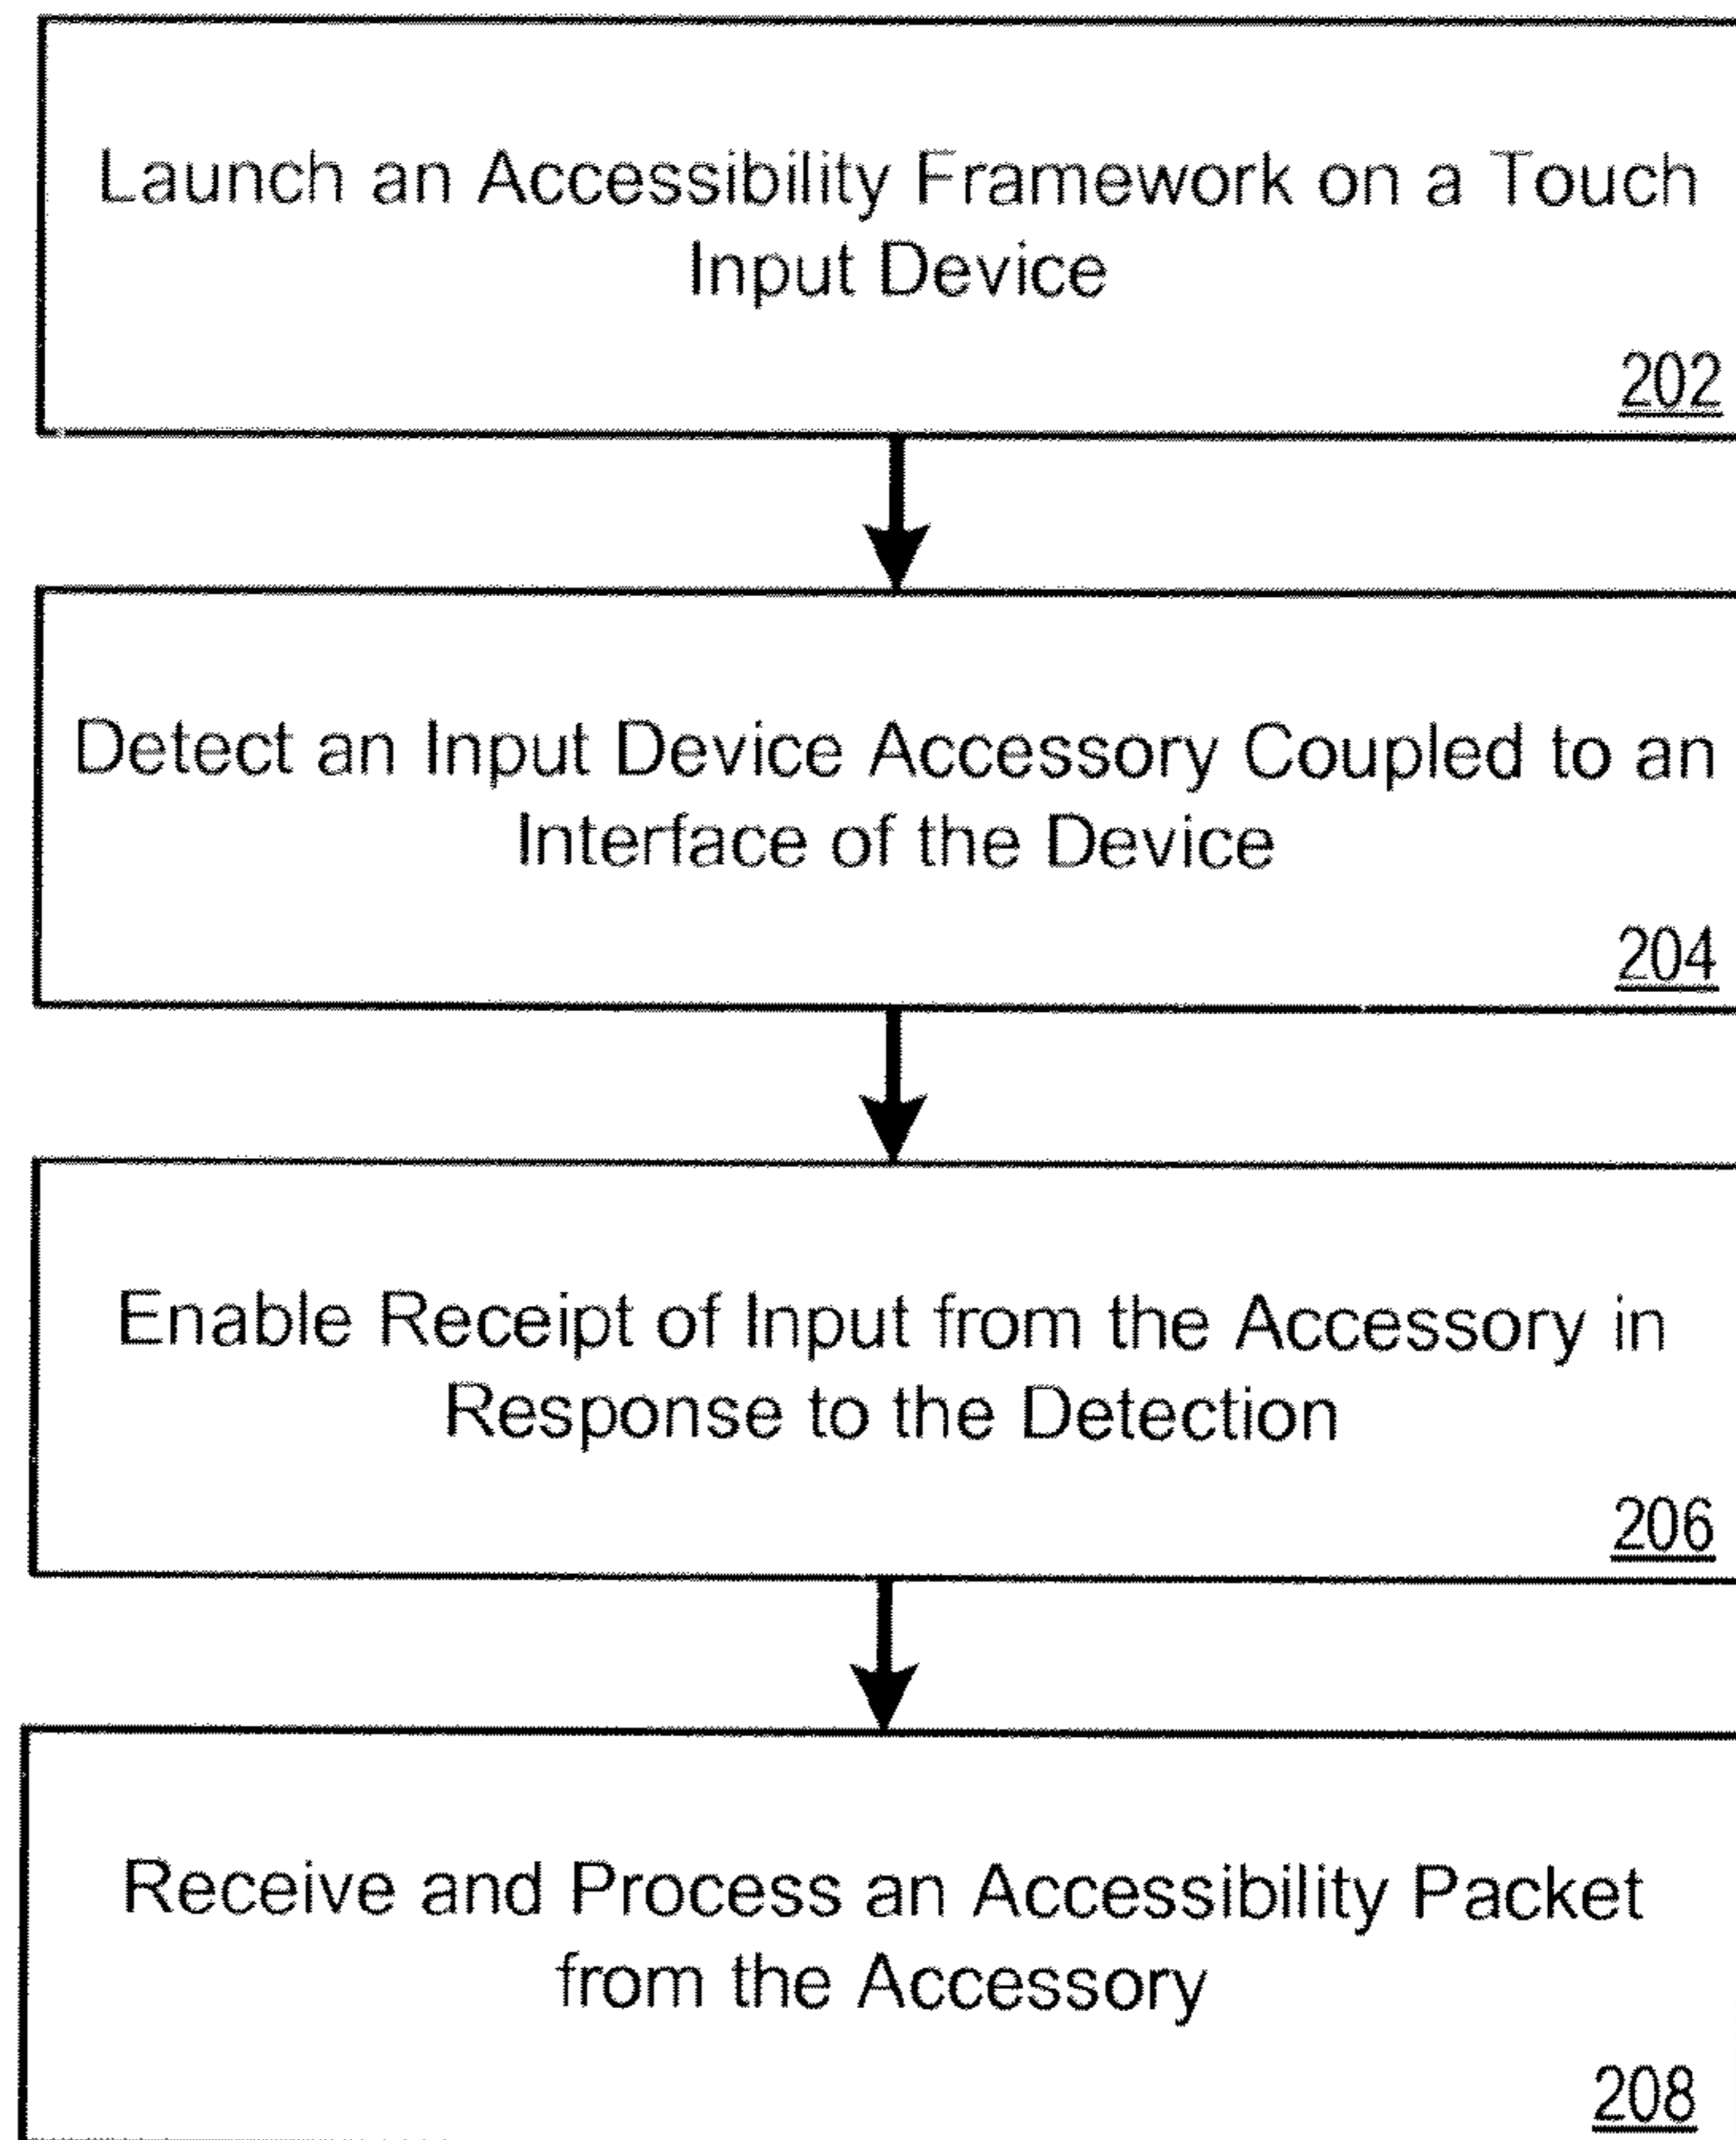 Launch an Accessibility Framework on a Touch
Input Device
202
Detect an Input Device Accessory Coupled to an
Interface of the Device
204
Enable Receipt of Input from the Accessory in
Response to the Detection
206
Receive and Process an Accessibility Packet
from the Accessory
208